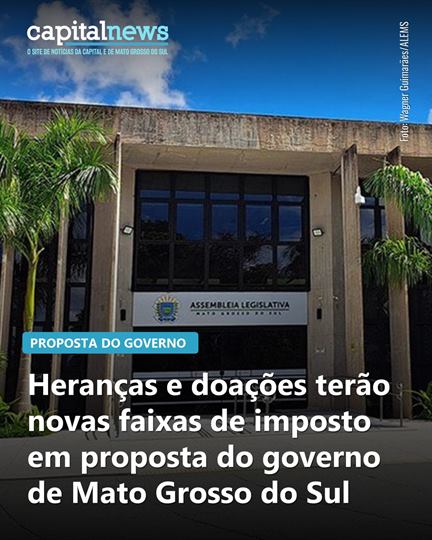 capitalnews
O SITE DE NOTÍCIAS DA CAPITAL E DE MATO GROSSO DO SUL
Foto: Wagner Guimarães/ALEMS
ASSEMBLEIA LEGISLATIVA
MATO GROSSO DO SUL
PROPOSTA DO GOVERNO
Heranças e doações terão
novas faixas de imposto
em proposta do governo
de Mato Grosso do Sul